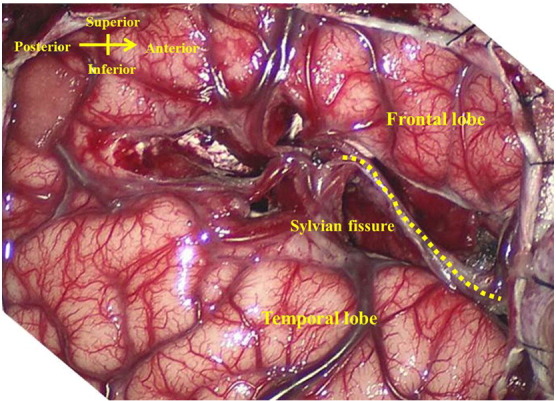 Superior
Posterior
Anterior
Inferior
Frontal lobe
Sylvian fissure
Temporal lobe